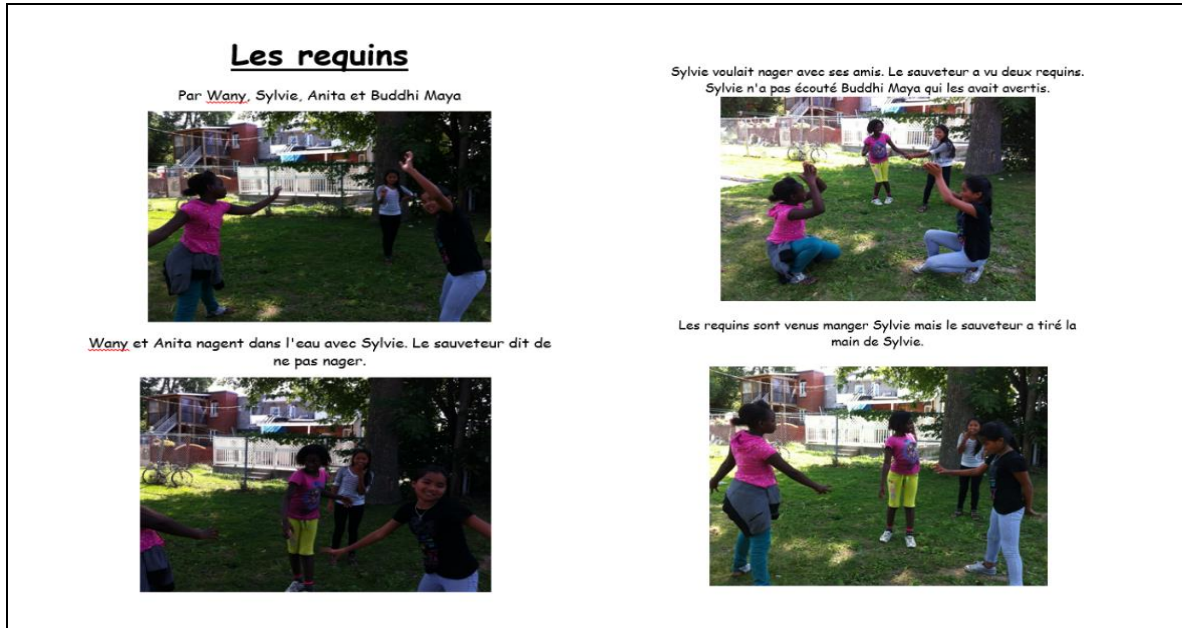 Les requins
Par Wany, Sylvie, Anita et Buddhi Maya
Wany et Anita nagent dans l'eau avec Sylvie. Le sauveteur dit de
ne pas nager.
Sylvie voulait nager avec ses amis. Le sauveteur a vu deux requins.
Sylvie n'a pas écouté Buddhi Maya qui les avait avertis.
Les requins sont venus manger Sylvie mais le sauveteur a tiré la
main de Sylvie.